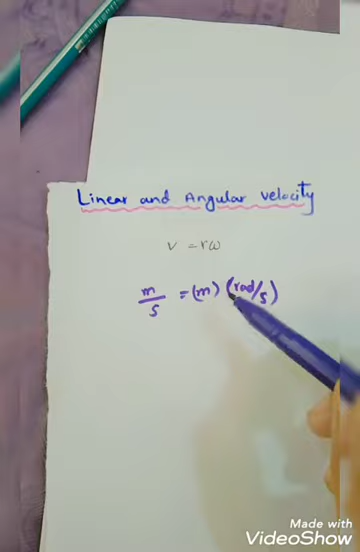 Linear and Angular velocity
v = rω
m/s = (m) (rad/s)
Made with
VideoShow